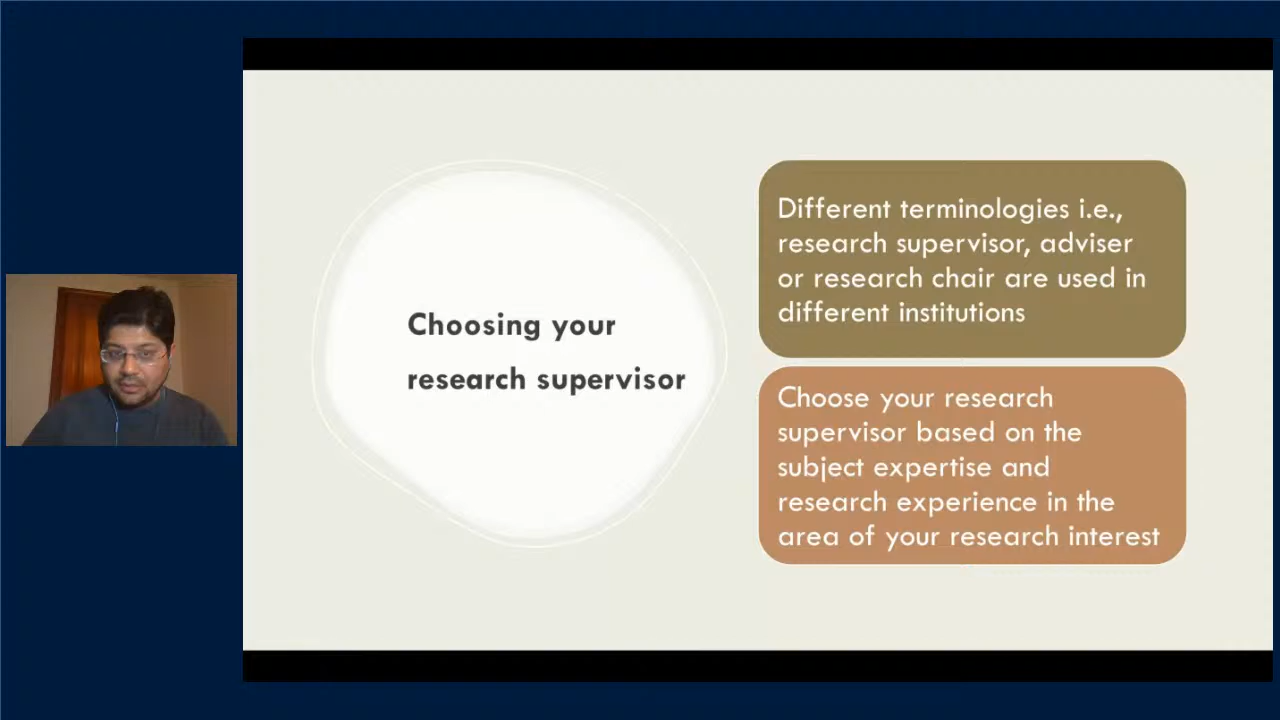 Choosing your
research supervisor
Different terminologies i.e.,
research supervisor, adviser
or research chair are used in
different institutions
Choose your research
supervisor based on the
subject expertise and
research experience in the
area of your research interest